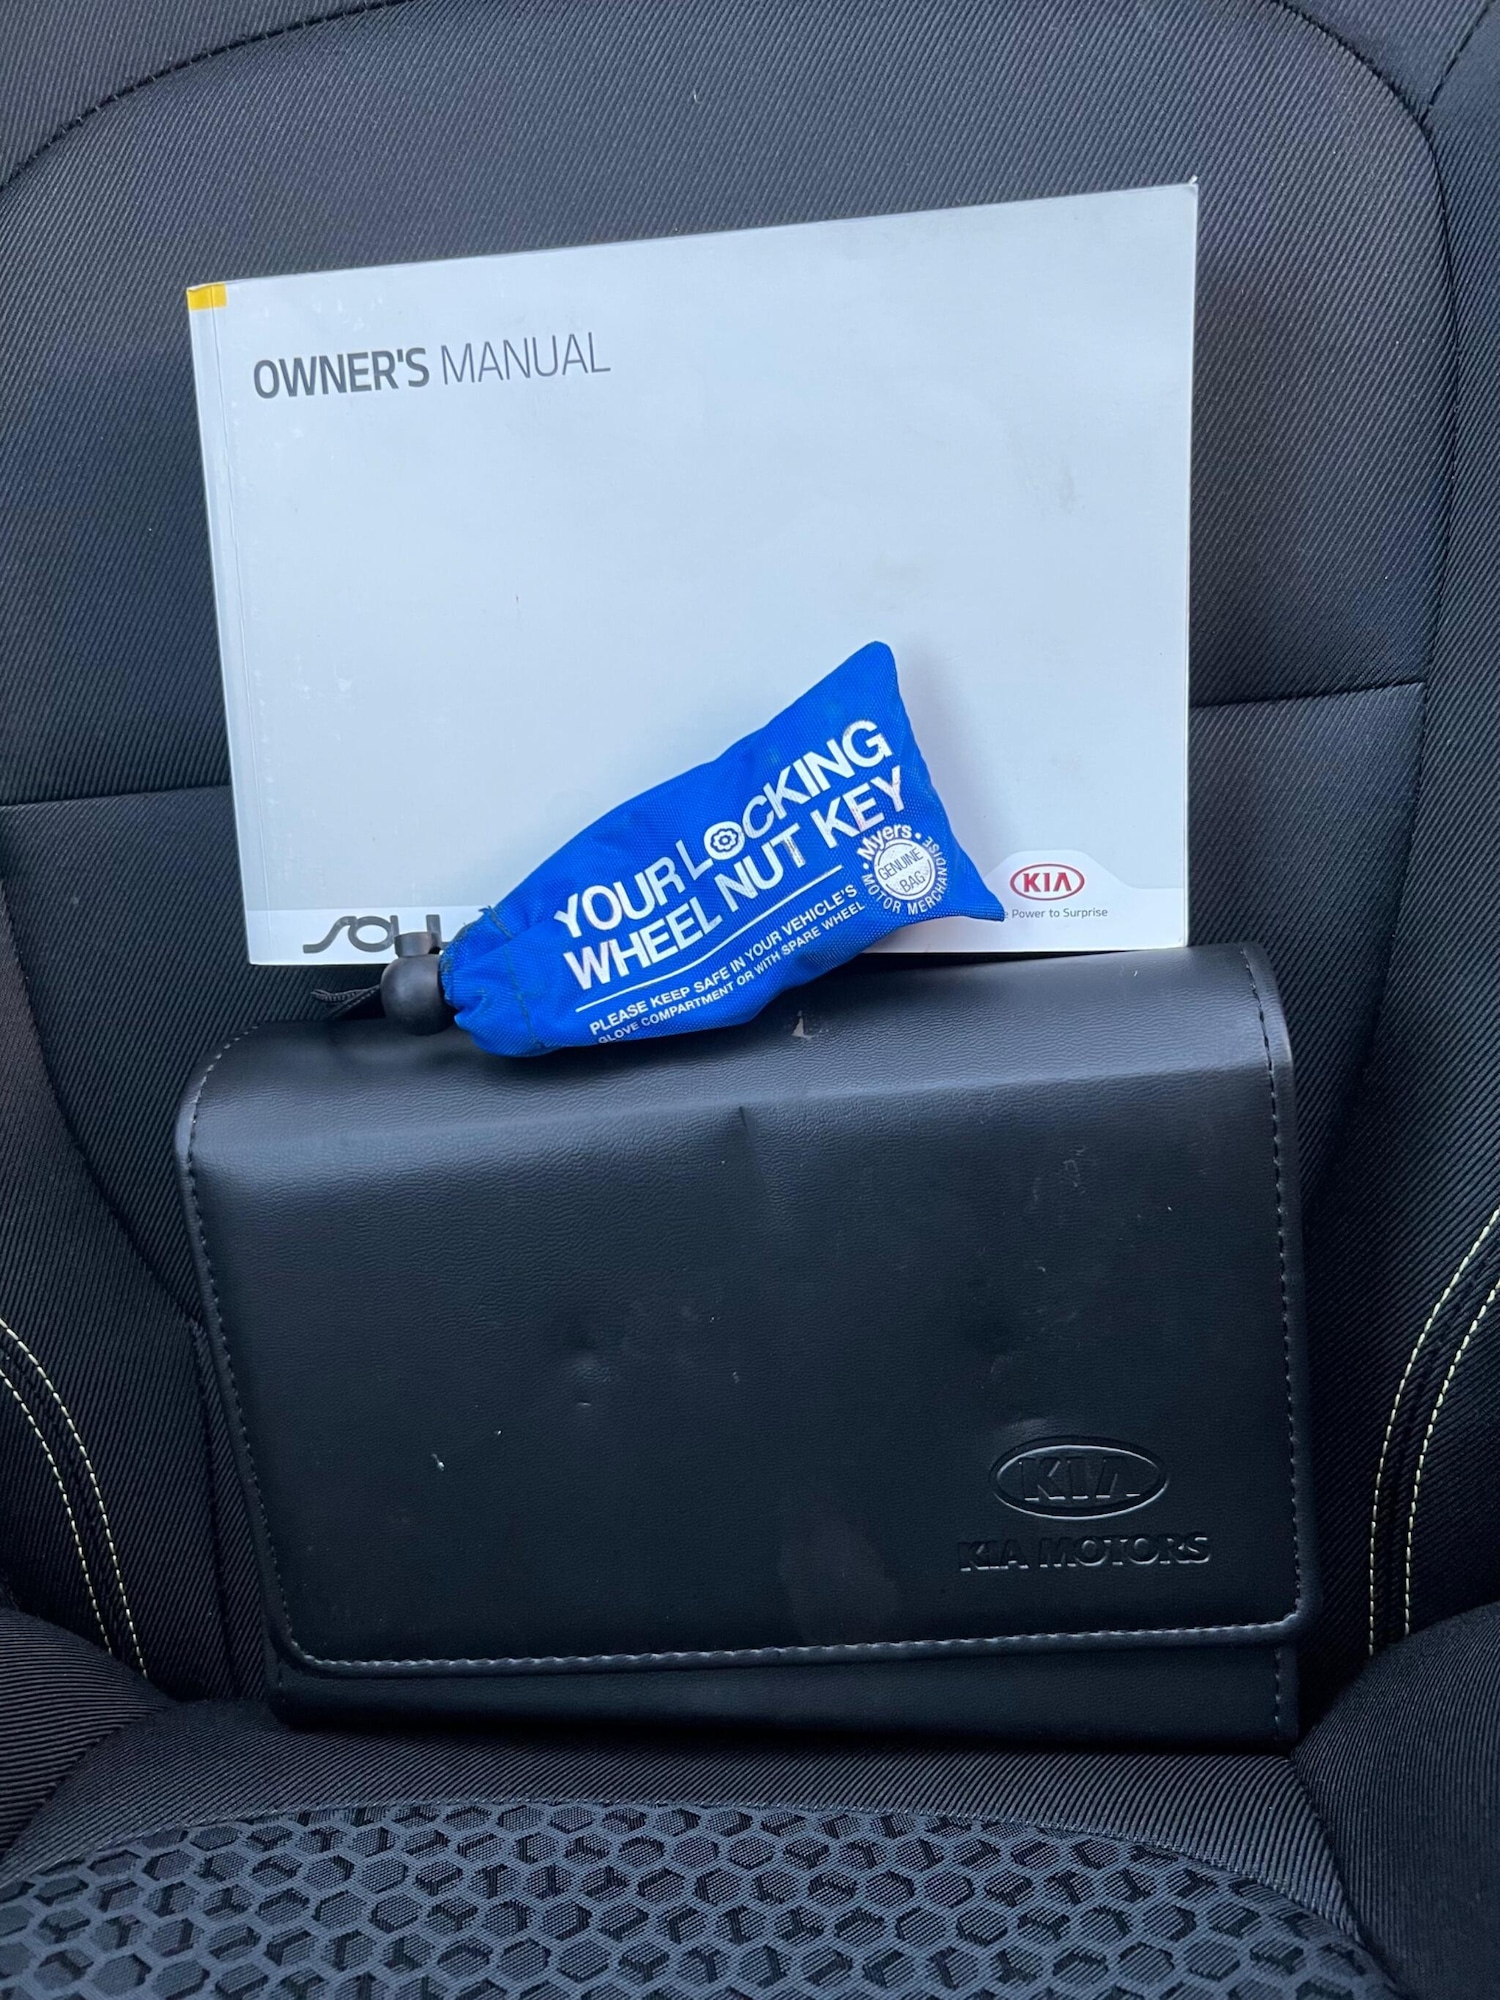 OWNER'S MANUAL
YOUR LOCKING
WHEEL NUT KEY
PLEASE KEEP SAFE IN YOUR VEHICLE'S
GLOVE COMPARTMENT OR WITH SPARE WHEEL
Myers
GENUINE
BAG
MOTOR MERCHANDISE
KIA
Power to Surprise
SOUL
KIA
KIA MOTORS